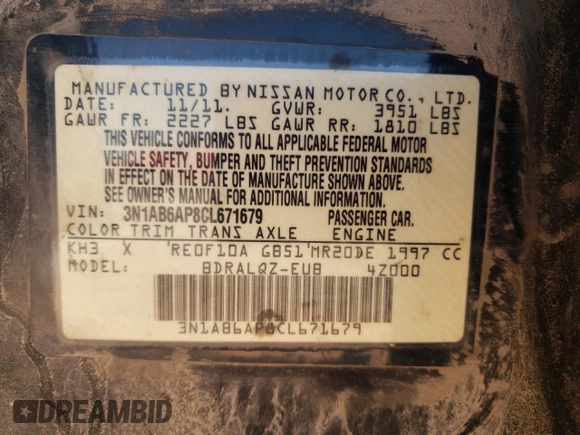 MANUFACTURED BY NISSAN MOTOR CO., LTD.
DATE: 11/11. GVWR: 3951 LBS
GAWR FR: 2227 LBS GAWR RR: 1810 LBS
THIS VEHICLE CONFORMS TO ALL APPLICABLE FEDERAL MOTOR
VEHICLE SAFETY, BUMPER AND THEFT PREVENTION STANDARDS
IN EFFECT ON THE DATE OF MANUFACTURE SHOWN ABOVE.
SEE OWNER'S MANUAL FOR ADDITIONAL INFORMATION.
VIN: 3N1AB6AP8CL671679 PASSENGER CAR.
COLOR TRIM TRANS AXLE ENGINE
KH3 X 'RE0F10A GB51'MR20DE 1997 CC
MODEL: BDRALQZ-EUB 4Z000
3N1AB6AP8CL671679
DREAMBID